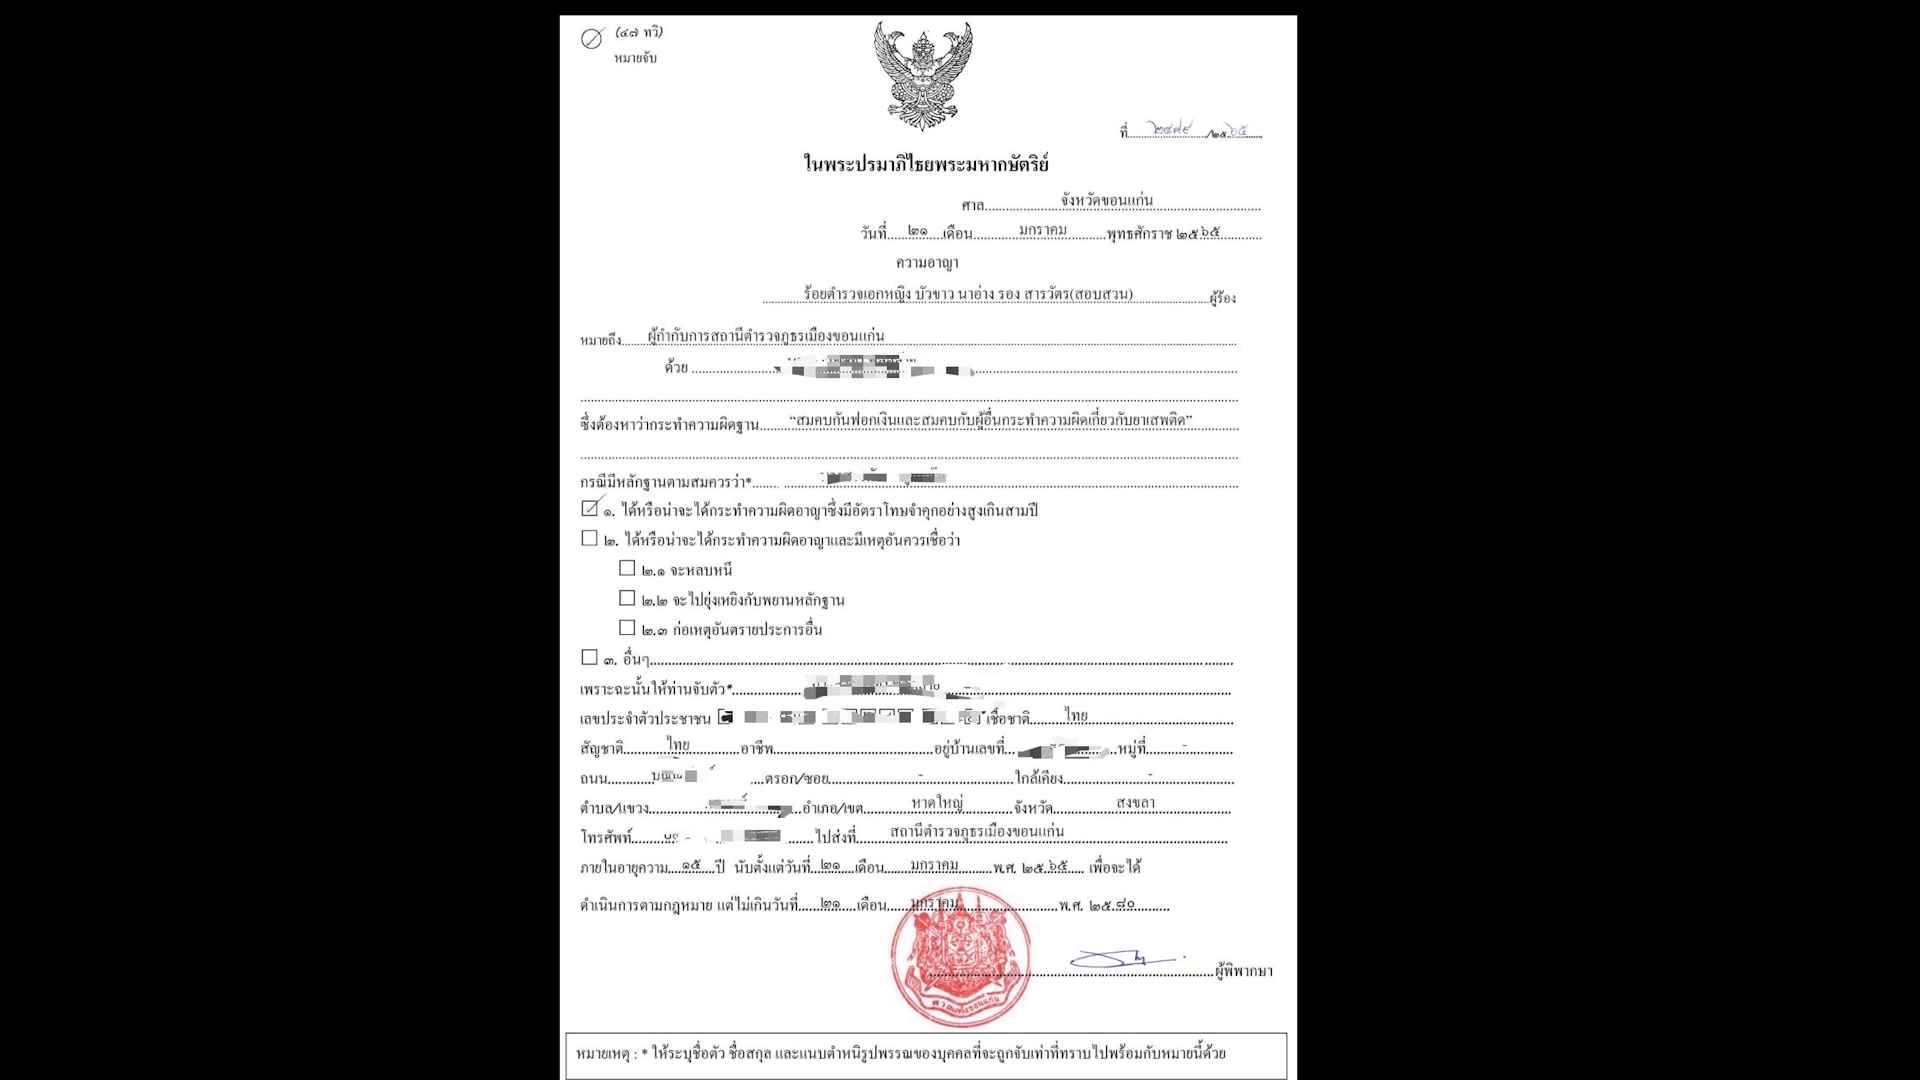 (๔๗ ทวิ)
หมายจับ
ที่ ๒๔๙๙ /๒๕๖๕
ในพระปรมาภิไธยพระมหากษัตริย์
ศาล จังหวัดขอนแก่น
วันที่ ๒๑ เดือน มกราคม พุทธศักราช ๒๕๖๕
ความอาญา
ร้อยตำรวจเอกหญิง บัวขาว นาอ่าง รอง สารวัตร(สอบสวน) ผู้ร้อง
หมายถึง ผู้กำกับการสถานีตำรวจภูธรเมืองขอนแก่น
ด้วย
ซึ่งต้องหาว่ากระทำความผิดฐาน “สมคบกันฟอกเงินและสมคบกับผู้อื่นกระทำความผิดเกี่ยวกับยาเสพติด”
กรณีมีหลักฐานตามสมควรว่า*
๑. ได้หรือน่าจะได้กระทำความผิดอาญาซึ่งมีอัตราโทษจำคุกอย่างสูงเกินสามปี
๒. ได้หรือน่าจะได้กระทำความผิดอาญาและมีเหตุอันควรเชื่อว่า
๒.๑ จะหลบหนี
๒.๒ จะไปยุ่งเหยิงกับพยานหลักฐาน
๒.๓ ก่อเหตุอันตรายประการอื่น
๓. อื่นๆ
เพราะฉะนั้นให้ท่านจับตัว*
เลขประจำตัวประชาชน เชื้อชาติ ไทย
สัญชาติ ไทย อาชีพ อยู่บ้านเลขที่ หมู่ที่ -
ถนน ตรอก/ซอย - ใกล้เคียง -
ตำบล/แขวง อำเภอ/เขต หาดใหญ่ จังหวัด สงขลา
โทรศัพท์ ไปส่งที่ สถานีตำรวจภูธรเมืองขอนแก่น
ภายในอายุความ ๑๕ ปี นับตั้งแต่วันที่ ๒๑ เดือน มกราคม พ.ศ. ๒๕๖๕ เพื่อจะได้
ดำเนินการตามกฎหมาย แต่ไม่เกินวันที่ ๒๑ เดือน มกราคม พ.ศ. ๒๕๘๐
ผู้พิพากษา
ศาลจังหวัดขอนแก่น
หมายเหตุ : * ให้ระบุชื่อตัว ชื่อสกุล และแนบตำหนิรูปพรรณของบุคคลที่จะถูกจับเท่าที่ทราบไปพร้อมกับหมายนี้ด้วย